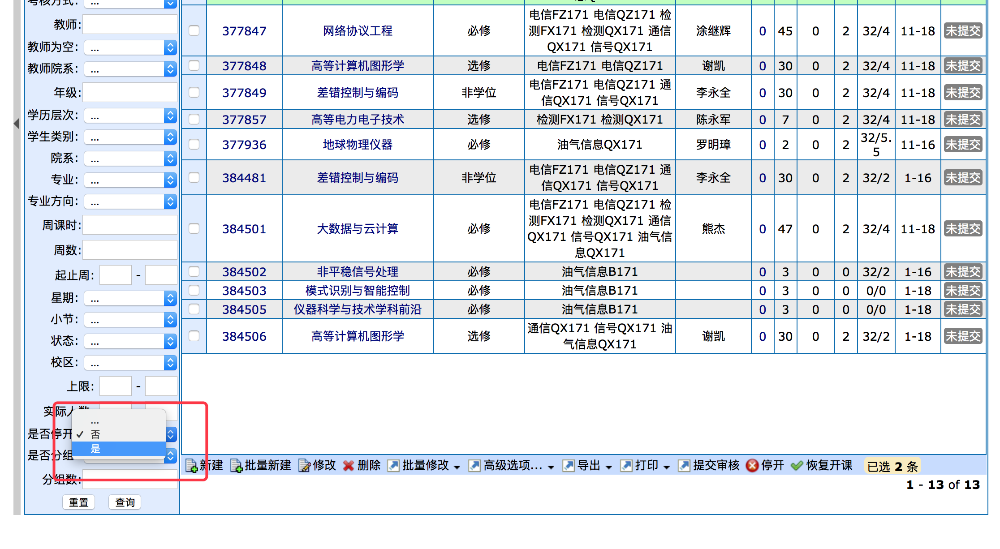 考核方式: ...
教师:
教师为空: ...
教师院系: ...
年级:
学历层次: ...
学生类别: ...
院系: ...
专业: ...
专业方向: ...
周课时:
周数:
起止周: -
星期: ...
小节: ...
状态: ...
校区: ...
上限: -
实际人数:
是否停开
...
✓ 否
是
是否分组
分组数:
重置 查询
377847 网络协议工程 必修 电信FZ171 电信QZ171 检
测FX171 检测QX171 通信
QX171 信号QX171 涂继辉 0 45 0 2 32/4 11-18 未提交
377848 高等计算机图形学 选修 电信FZ171 电信QZ171 谢凯 0 30 0 2 32/4 11-18 未提交
377849 差错控制与编码 非学位 电信FZ171 电信QZ171 通
信QX171 信号QX171 李永全 0 30 0 2 32/4 11-18 未提交
377857 高等电力电子技术 选修 检测FX171 检测QX171 陈永军 0 7 0 2 32/4 11-18 未提交
377936 地球物理仪器 必修 油气信息QX171 罗明璋 0 2 0 2 32/5.
5 11-16 未提交
384481 差错控制与编码 非学位 电信FZ171 电信QZ171 通
信QX171 信号QX171 李永全 0 30 0 2 32/2 1-16 未提交
384501 大数据与云计算 必修 电信FZ171 电信QZ171 检
测FX171 检测QX171 通信
QX171 信号QX171 油气信
息QX171 熊杰 0 47 0 2 32/4 11-18 未提交
384502 非平稳信号处理 必修 油气信息B171 0 3 0 0 32/2 1-16 未提交
384503 模式识别与智能控制 必修 油气信息B171 0 3 0 0 0/0 1-18 未提交
384505 仪器科学与技术学科前沿 必修 油气信息B171 0 3 0 0 0/0 1-18 未提交
384506 高等计算机图形学 选修 通信QX171 信号QX171 油
气信息QX171 谢凯 0 30 0 2 32/2 1-18 未提交
新建 批量新建 修改 删除 批量修改 高级选项... 导出 打印 提交审核 停开 恢复开课 已选 2 条
1 - 13 of 13